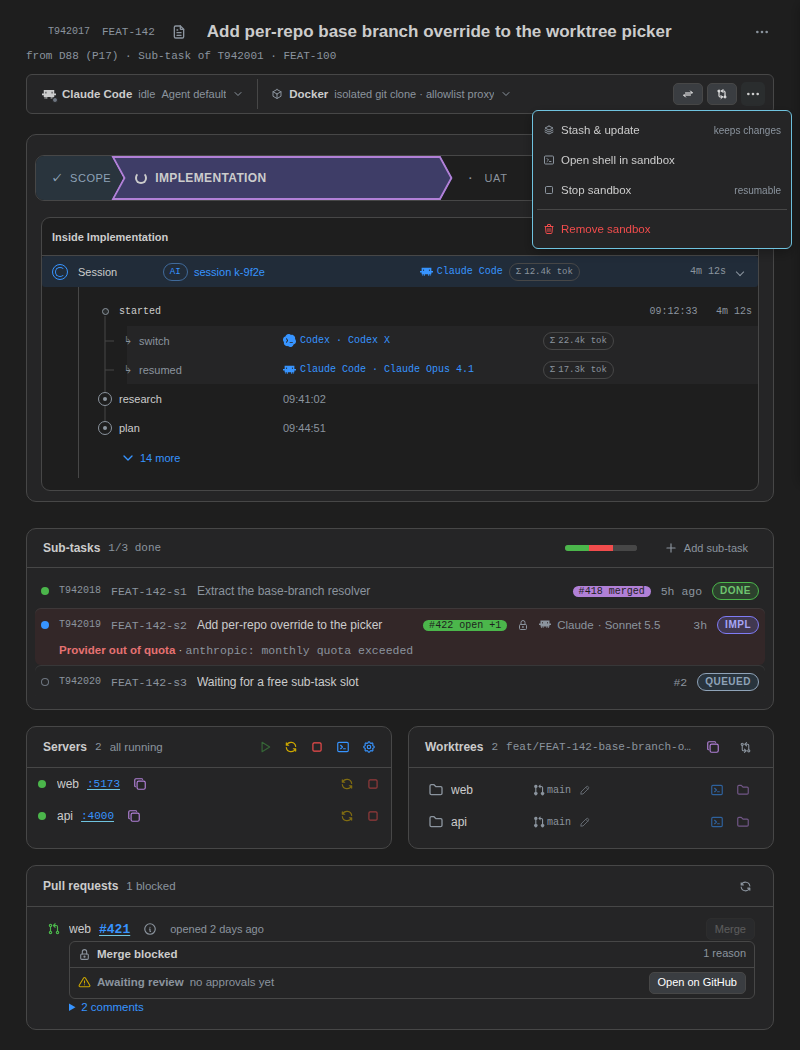 T942017 FEAT-142 Add per-repo base branch override to the workspace picker
from D88 (P17) · Sub-task of T942001 · FEAT-100
Claude Code idle Agent default
Docker isolated git clone · allowlist proxy
Stash & update keeps changes
Open shell in sandbox
Stop sandbox resumable
Remove sandbox
SCOPE
IMPLEMENTATION
· UAT
Inside Implementation
Session AI session k-9f2e Claude Code Σ 12.4k tok 4m 12s
started 09:12:33 4m 12s
↳ switch Codex · Codex X Σ 22.4k tok
↳ resumed Claude Code · Claude Opus 4.1 Σ 17.3k tok
research 09:41:02
plan 09:44:51
14 more
Sub-tasks 1/3 done Add sub-task
T942018 FEAT-142-s1 Extract the base-branch resolver #418 merged 5h ago DONE
T942019 FEAT-142-s2 Add per-repo override to the picker #422 open +1 Claude · Sonnet 5.5 3h IMPL
Provider out of quota · anthropic: monthly quota exceeded
T942020 FEAT-142-s3 Waiting for a free sub-task slot #2 QUEUED
Servers 2 all running
web :5173
api :4000
Worktrees 2 feat/FEAT-142-base-branch-o…
web main
api main
Pull requests 1 blocked
web #421 opened 2 days ago Merge
Merge blocked 1 reason
Awaiting review no approvals yet Open on GitHub
2 comments